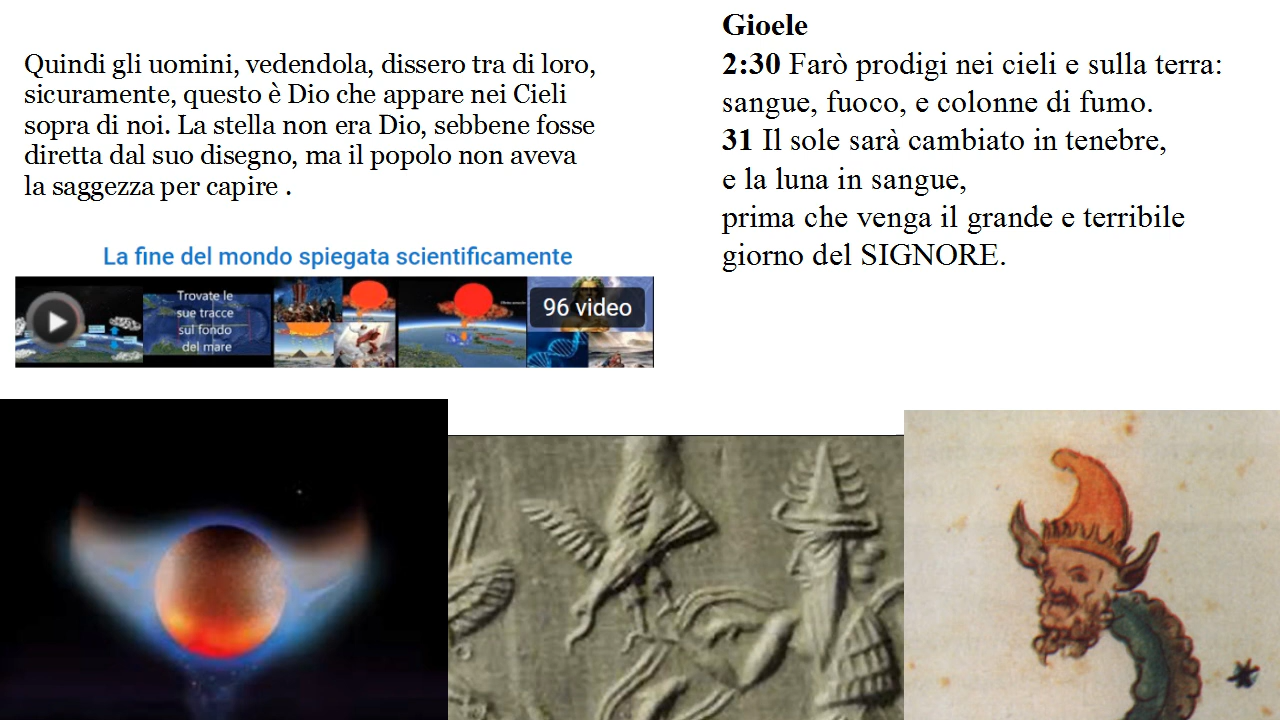 Quindi gli uomini, vedendola, dissero tra di loro,
sicuramente, questo è Dio che appare nei Cieli
sopra di noi. La stella non era Dio, sebbene fosse
diretta dal suo disegno, ma il popolo non aveva
la saggezza per capire .
La fine del mondo spiegata scientificamente
Trovate le
sue tracce
sul fondo
del mare
96 video
Gioele
2:30 Farò prodigi nei cieli e sulla terra:
sangue, fuoco, e colonne di fumo.
31 Il sole sarà cambiato in tenebre,
e la luna in sangue,
prima che venga il grande e terribile
giorno del SIGNORE.